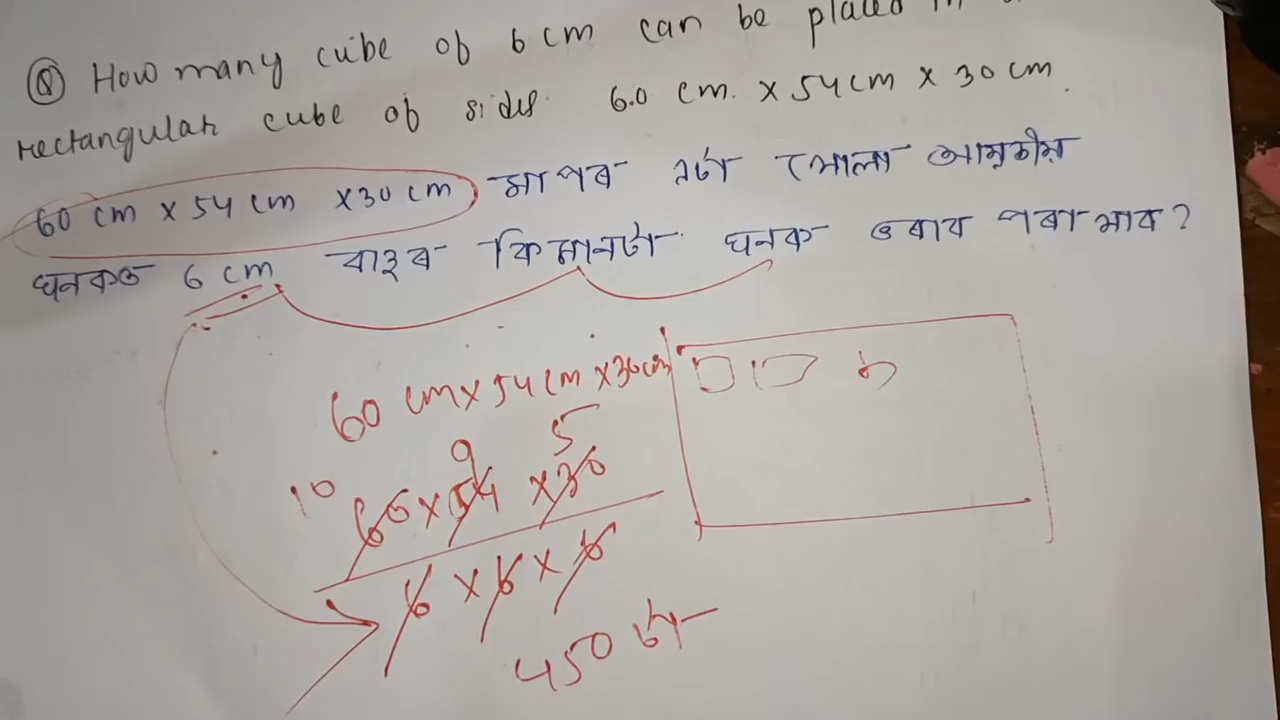 Q How many cube of 6 cm can be placed in
rectangular cube of sides 6.0 cm. x 54 cm x 30 cm.
60 cm x 54 cm x 30 cm মাপৰ এটা খোলা আয়তীয়
ঘনকত 6 cm বাহুৰ কিমানটা ঘনক ভৰাব পৰা যাব?
60 cm x 54 cm x 30 cm
10 9 5
60 x 54 x 30
6 x 6 x 6
450 টা